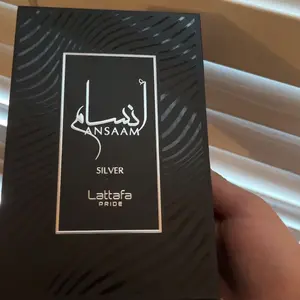 أنسام
ANSAAM
SILVER
Lattafa
PRIDE